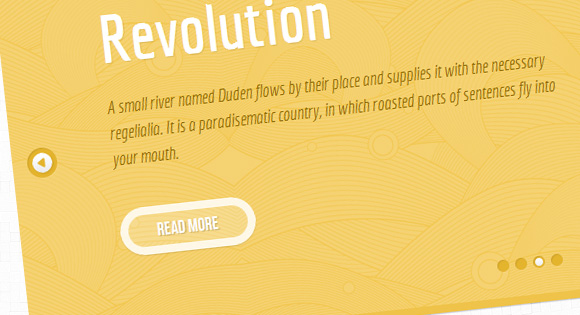 Revolution
A small river named Duden flows by their place and supplies it with the necessary
regelialia. It is a paradisematic country, in which roasted parts of sentences fly into
your mouth.
READ MORE